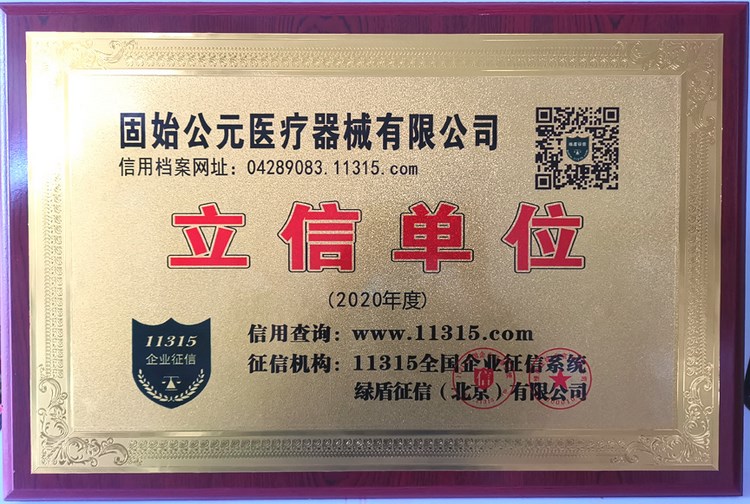 固始公元医疗器械有限公司
信用档案网址：04289083.11315.com
立信单位
(2020年度)
11315
企业征信
信用查询：www.11315.com
征信机构：11315全国企业征信系统
绿盾征信（北京）有限公司